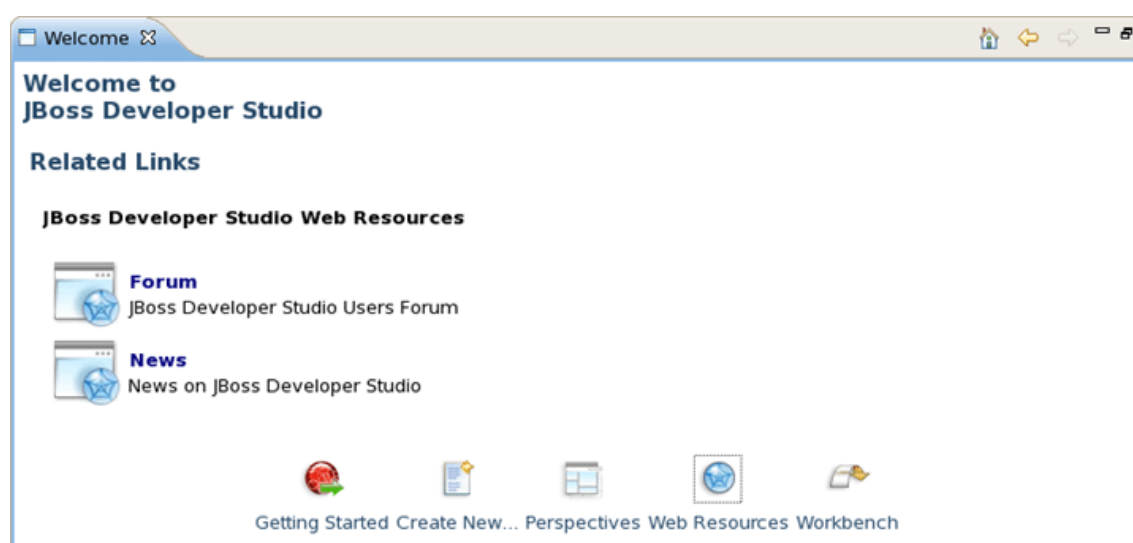 Welcome
Welcome to
JBoss Developer Studio
Related Links
JBoss Developer Studio Web Resources
Forum
JBoss Developer Studio Users Forum
News
News on JBoss Developer Studio
Getting Started Create New... Perspectives Web Resources Workbench